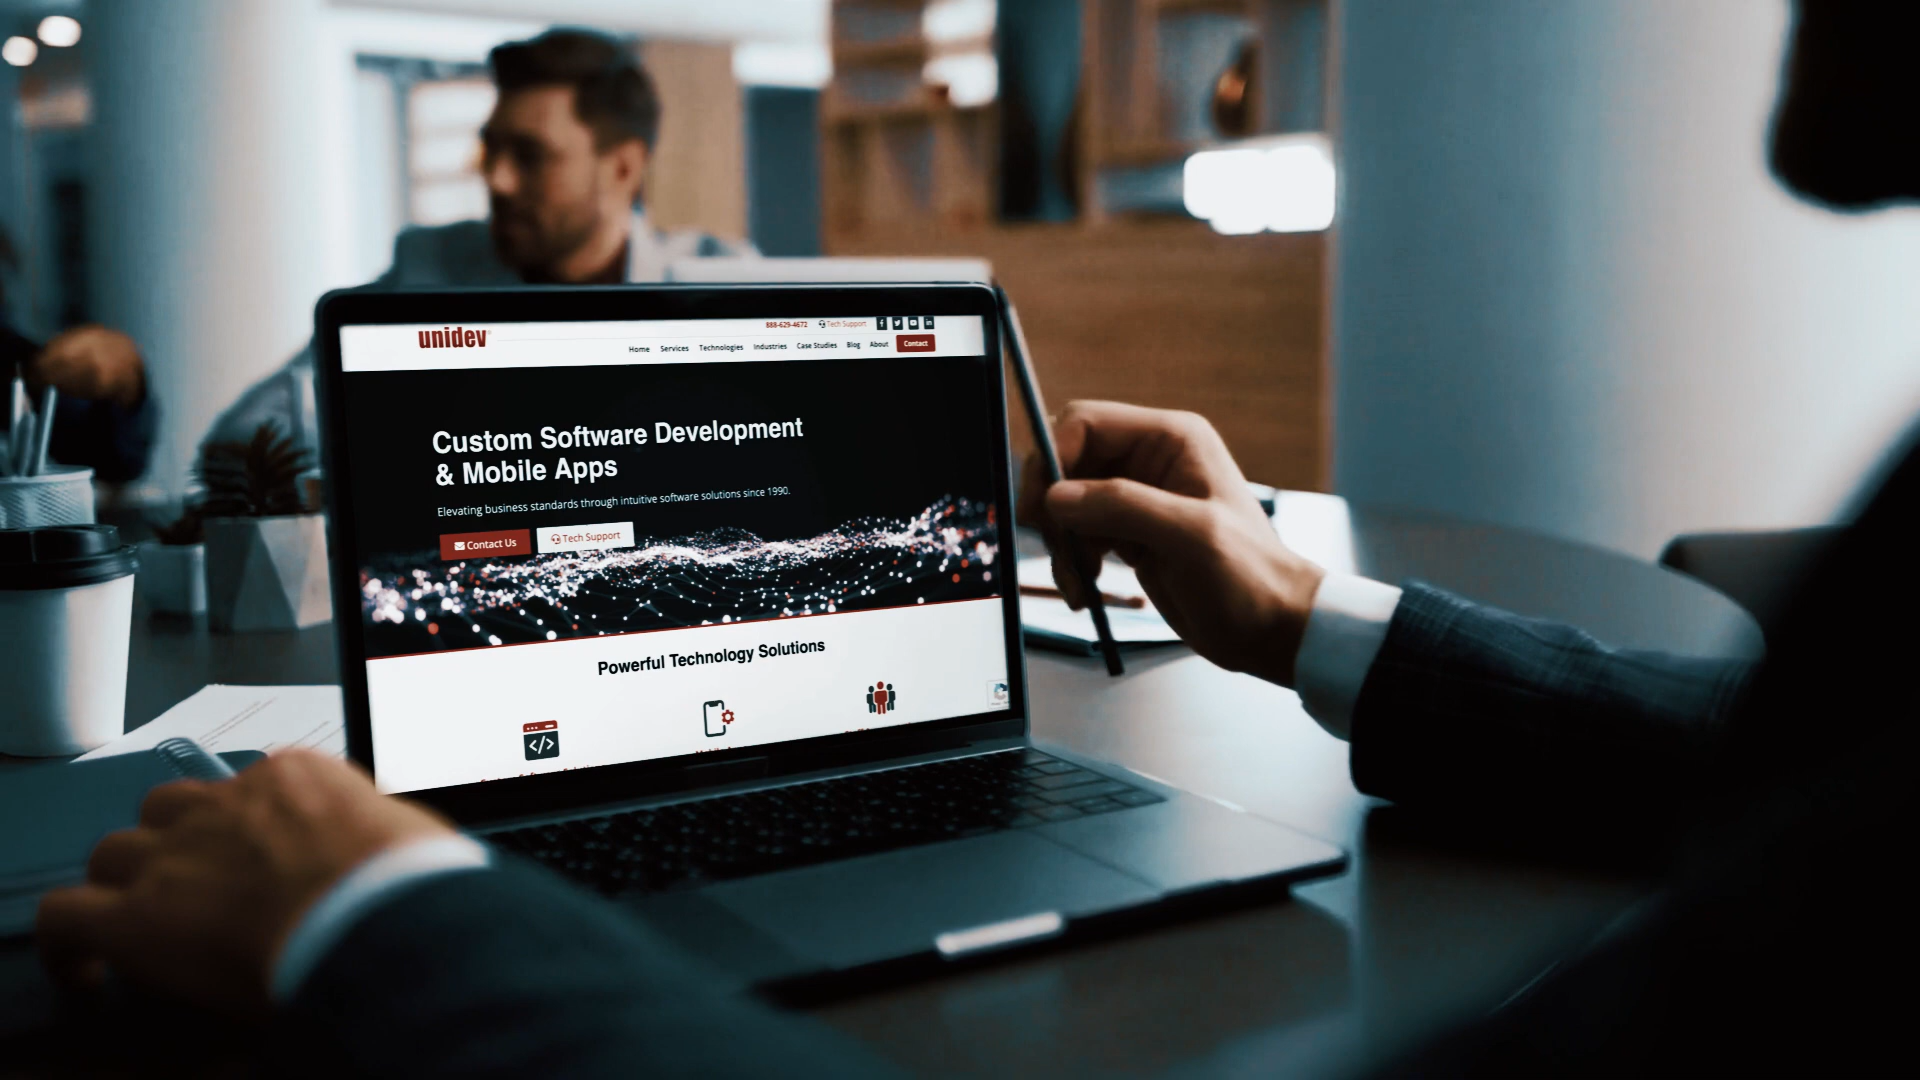 unidev
888-629-4672 Tech Support
Home Services Technologies Industries Case Studies Blog About Contact
Custom Software Development
& Mobile Apps
Elevating business standards through intuitive software solutions since 1990.
Contact Us Tech Support
Powerful Technology Solutions